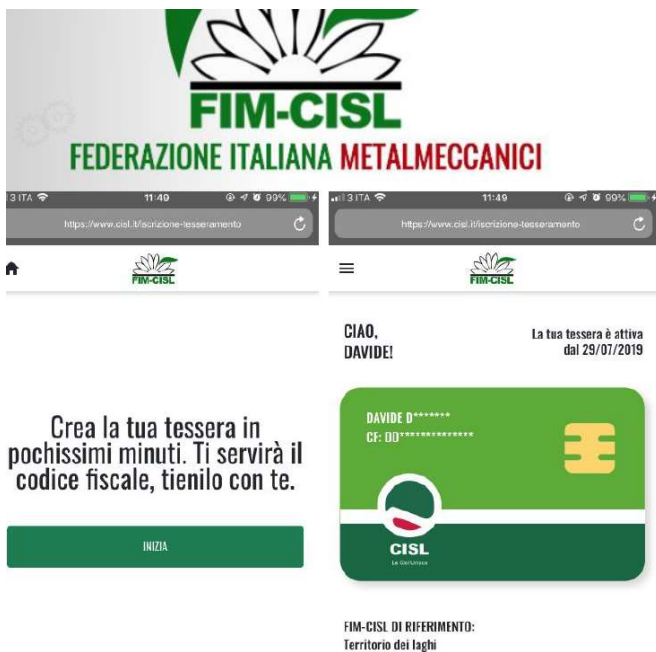 FIM-CISL
FEDERAZIONE ITALIANA METALMECCANICI
3 ITA 11:49 99%
https://www.cisl.it/iscrizione-tesseramento
FIM-CISL
Crea la tua tessera in
pochissimi minuti. Ti servirà il
codice fiscale, tienilo con te.
INIZIA
3 ITA 11:49 99%
https://www.cisl.it/iscrizione-tesseramento
FIM-CISL
CIAO,
DAVIDE!
La tua tessera è attiva
dal 29/07/2019
DAVIDE D*******
CF: DD**************
CISL
FIM-CISL DI RIFERIMENTO:
Territorio dei laghi